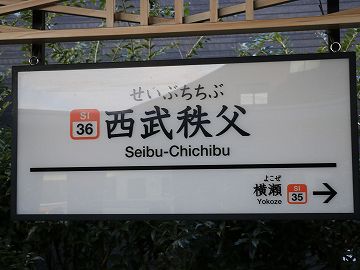 せいぶちちぶ
SI 36 西武秩父
Seibu-Chichibu
よこぜ
横瀬 SI 35 →
Yokoze